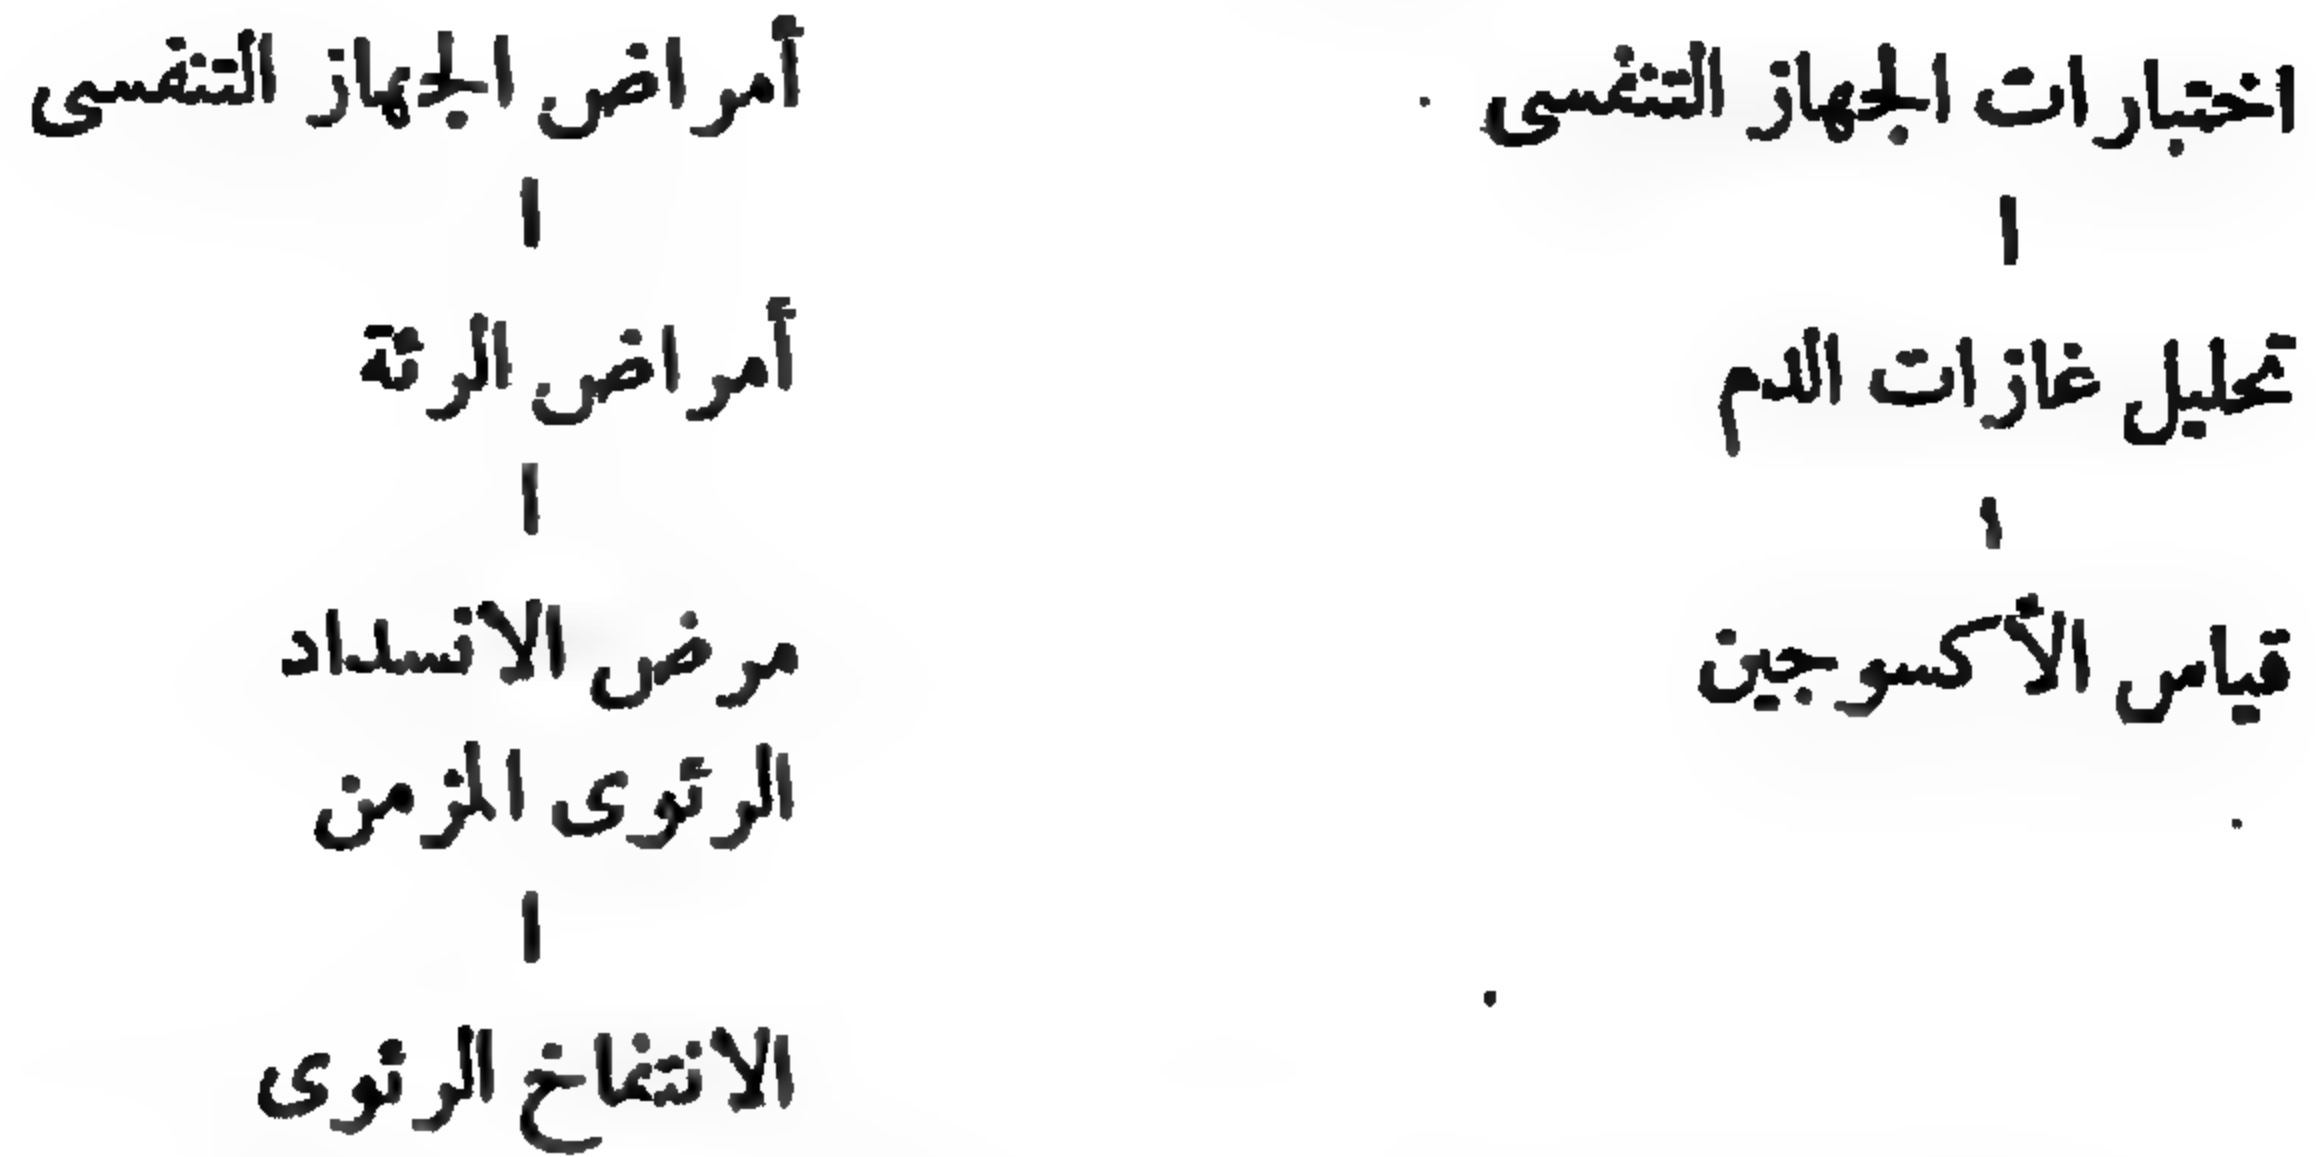 اختبارات الجهاز التنفسى
تحليل غازات الدم
قياس الأكسوجين
أمراض الجهاز التنفسى
أمراض الرئة
مرض الانسداد
الرئوى المزمن
الانتفاخ الرئوى